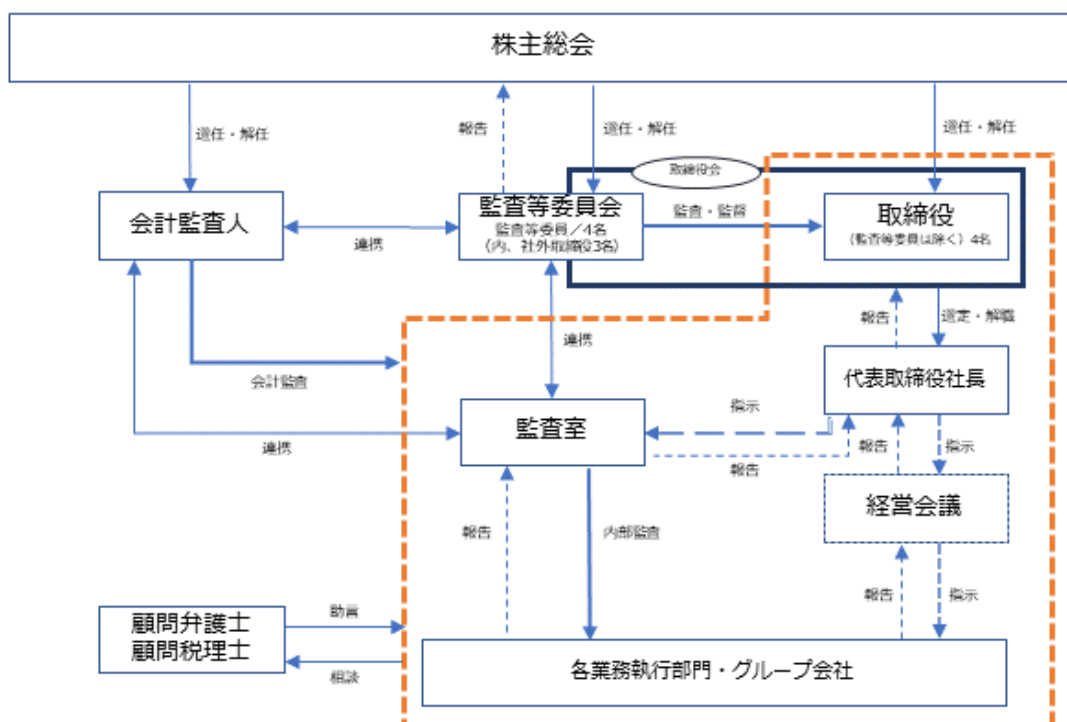 株主総会
選任・解任
報告
選任・解任
選任・解任
取締役会
会計監査人
連携
監査等委員会
監査等委員／4名
（内、社外取締役3名）
監査・監督
取締役
（監査等委員は除く）4名
報告
選定・解職
会計監査
連携
代表取締役社長
連携
監査室
指示
報告
報告
指示
経営会議
報告
内部監査
報告
指示
顧問弁護士
顧問税理士
助言
相談
各業務執行部門・グループ会社